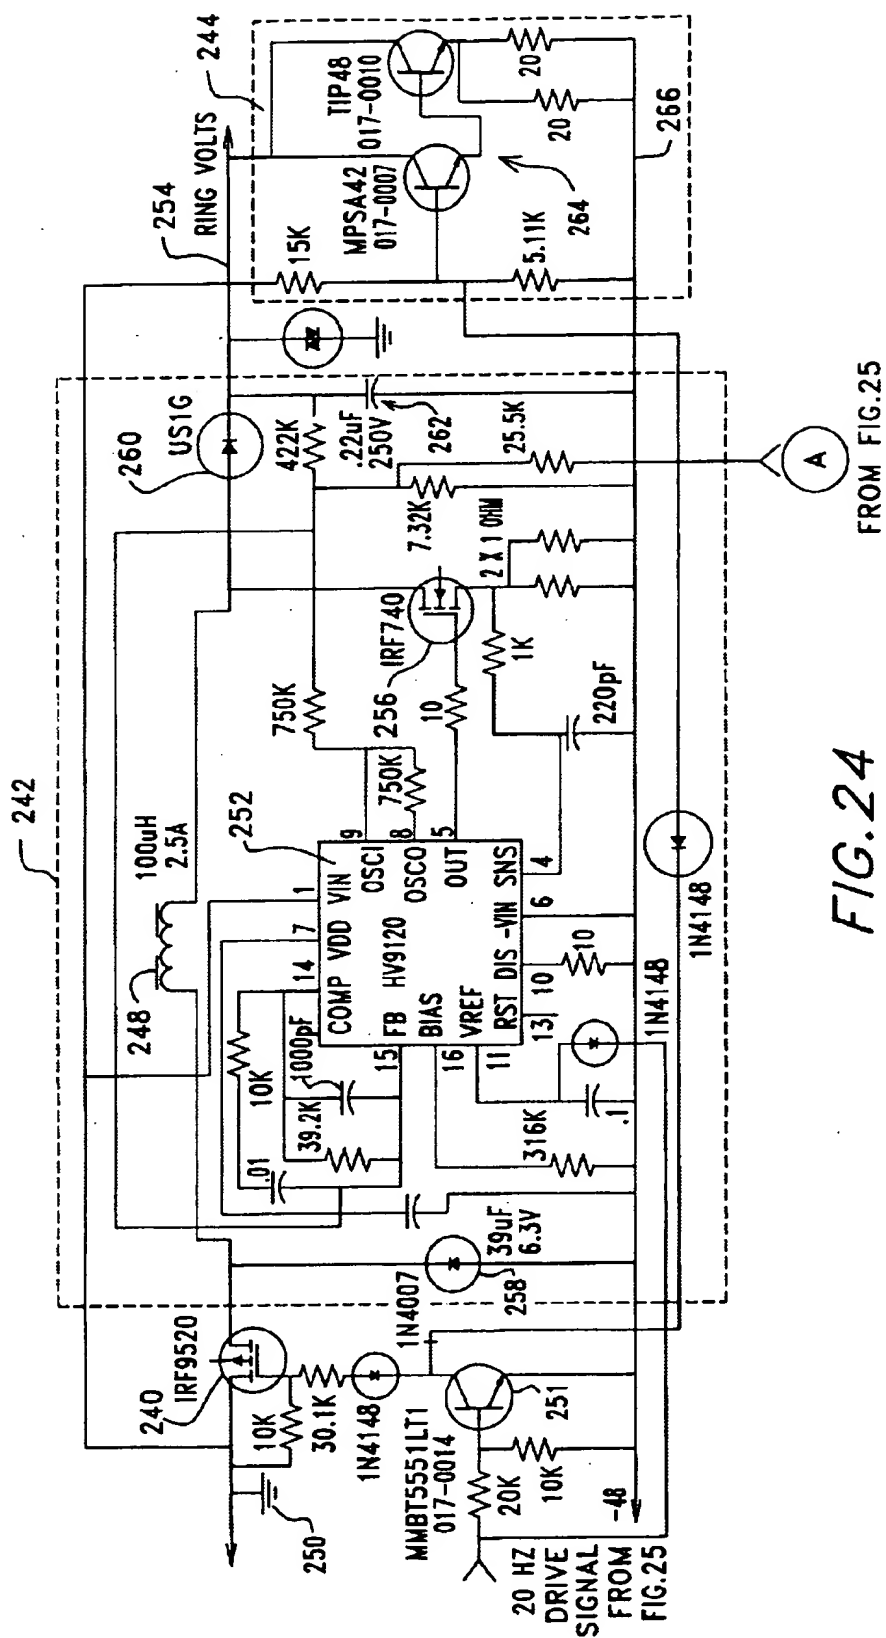 242
244
254
RING VOLTS
240
IRF9520
248
100uH
2.5A
260
US1G
15K
MPSA42
017-0007
TIP48
017-0010
20
20
264
5.11K
266
250
10K
30.1K
1N4148
1N4007
258
MMBT5551LT1
017-0014
251
20K
10K
-48
20 HZ
DRIVE
SIGNAL
FROM
FIG.25
.01
10K
39.2K
1000pF
39uF
6.3V
316K
.1
1N4148
1N4148
252
14
7
1
COMP
VDD
VIN
15
FB
HV9120
OSCI
9
OSCO
8
16
BIAS
OUT
5
11
VREF
RST
DIS
-VIN
SNS
13
10
6
4
10
750K
750K
256
10
IRF740
1K
220pF
2 X 1 OHM
422K
.22uF
250V
262
7.32K
25.5K
A
FROM FIG.25
FIG.24